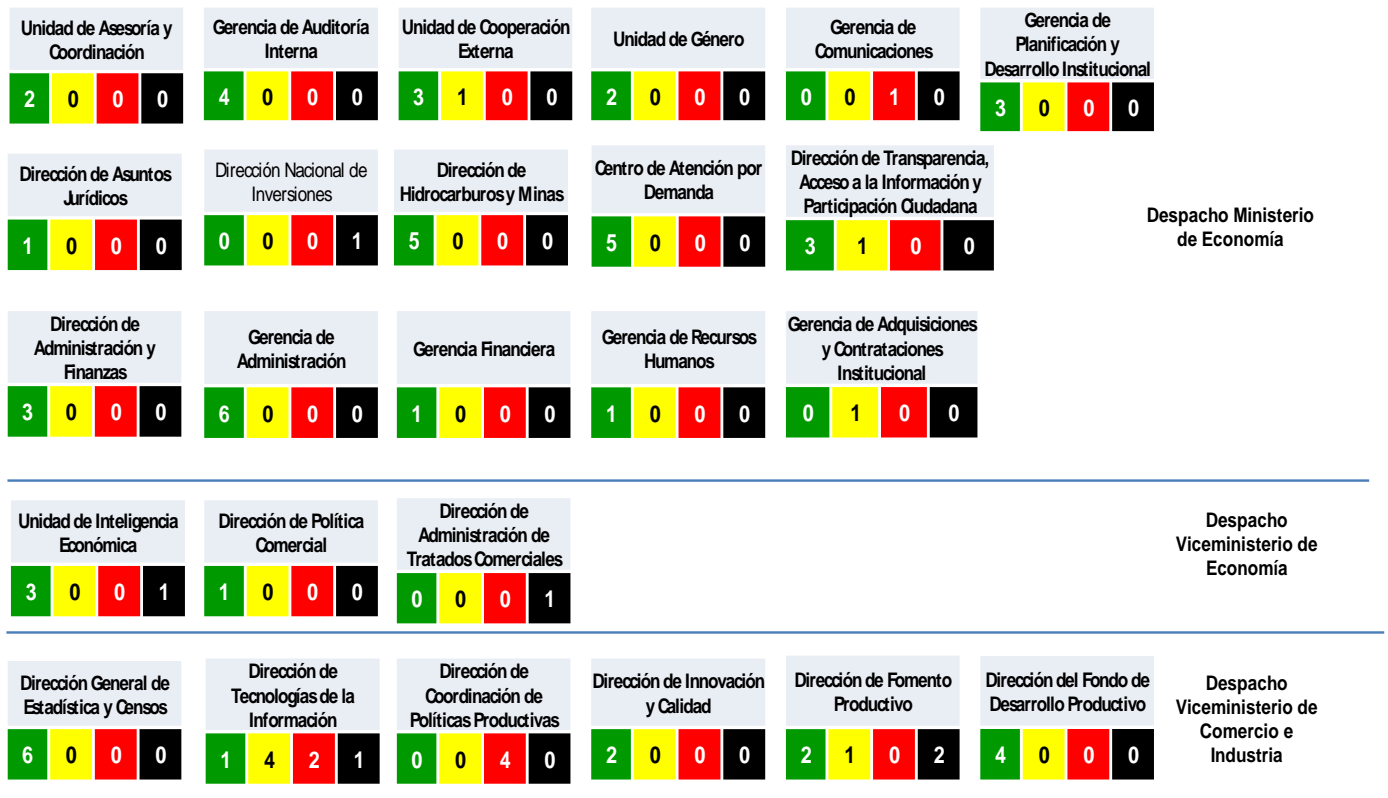 Unidad de Asesoría y
Coordinación
2 0 0 0
Gerencia de Auditoría
Interna
4 0 0 0
Unidad de Cooperación
Externa
3 1 0 0
Unidad de Género
2 0 0 0
Gerencia de
Comunicaciones
0 0 1 0
Gerencia de
Planificación y
Desarrollo Institucional
3 0 0 0
Dirección de Asuntos
Jurídicos
1 0 0 0
Dirección Nacional de
Inversiones
0 0 0 1
Dirección de
Hidrocarburos y Minas
5 0 0 0
Centro de Atención por
Demanda
5 0 0 0
Dirección de Transparencia,
Acceso a la Información y
Participación Ciudadana
3 1 0 0
Despacho Ministerio
de Economía
Dirección de
Administración y
Finanzas
3 0 0 0
Gerencia de
Administración
6 0 0 0
Gerencia Financiera
1 0 0 0
Gerencia de Recursos
Humanos
1 0 0 0
Gerencia de Adquisiciones
y Contrataciones
Institucional
0 1 0 0
Unidad de Inteligencia
Económica
3 0 0 1
Dirección de Política
Comercial
1 0 0 0
Dirección de
Administración de
Tratados Comerciales
0 0 0 1
Despacho
Viceministerio de
Economía
Dirección General de
Estadística y Censos
6 0 0 0
Dirección de
Tecnologías de la
Información
1 4 2 1
Dirección de
Coordinación de
Políticas Productivas
0 0 4 0
Dirección de Innovación
y Calidad
2 0 0 0
Dirección de Fomento
Productivo
2 1 0 2
Dirección del Fondo de
Desarrollo Productivo
4 0 0 0
Despacho
Viceministerio de
Comercio e
Industria